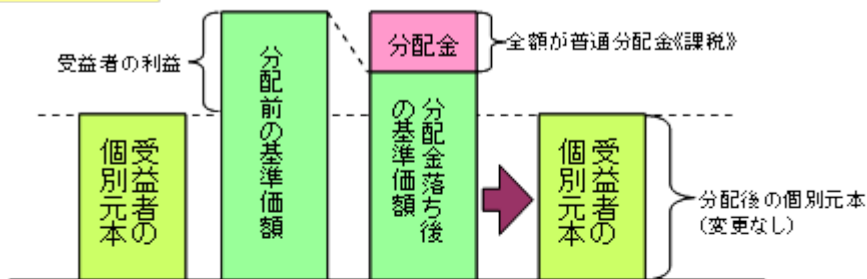 受益者の利益
受益者の
個別元本
分配前の基準価額
分配金
全額が普通分配金《課税》
分配金落ち後
の基準価額
受益者の
個別元本
分配後の個別元本
(変更なし)